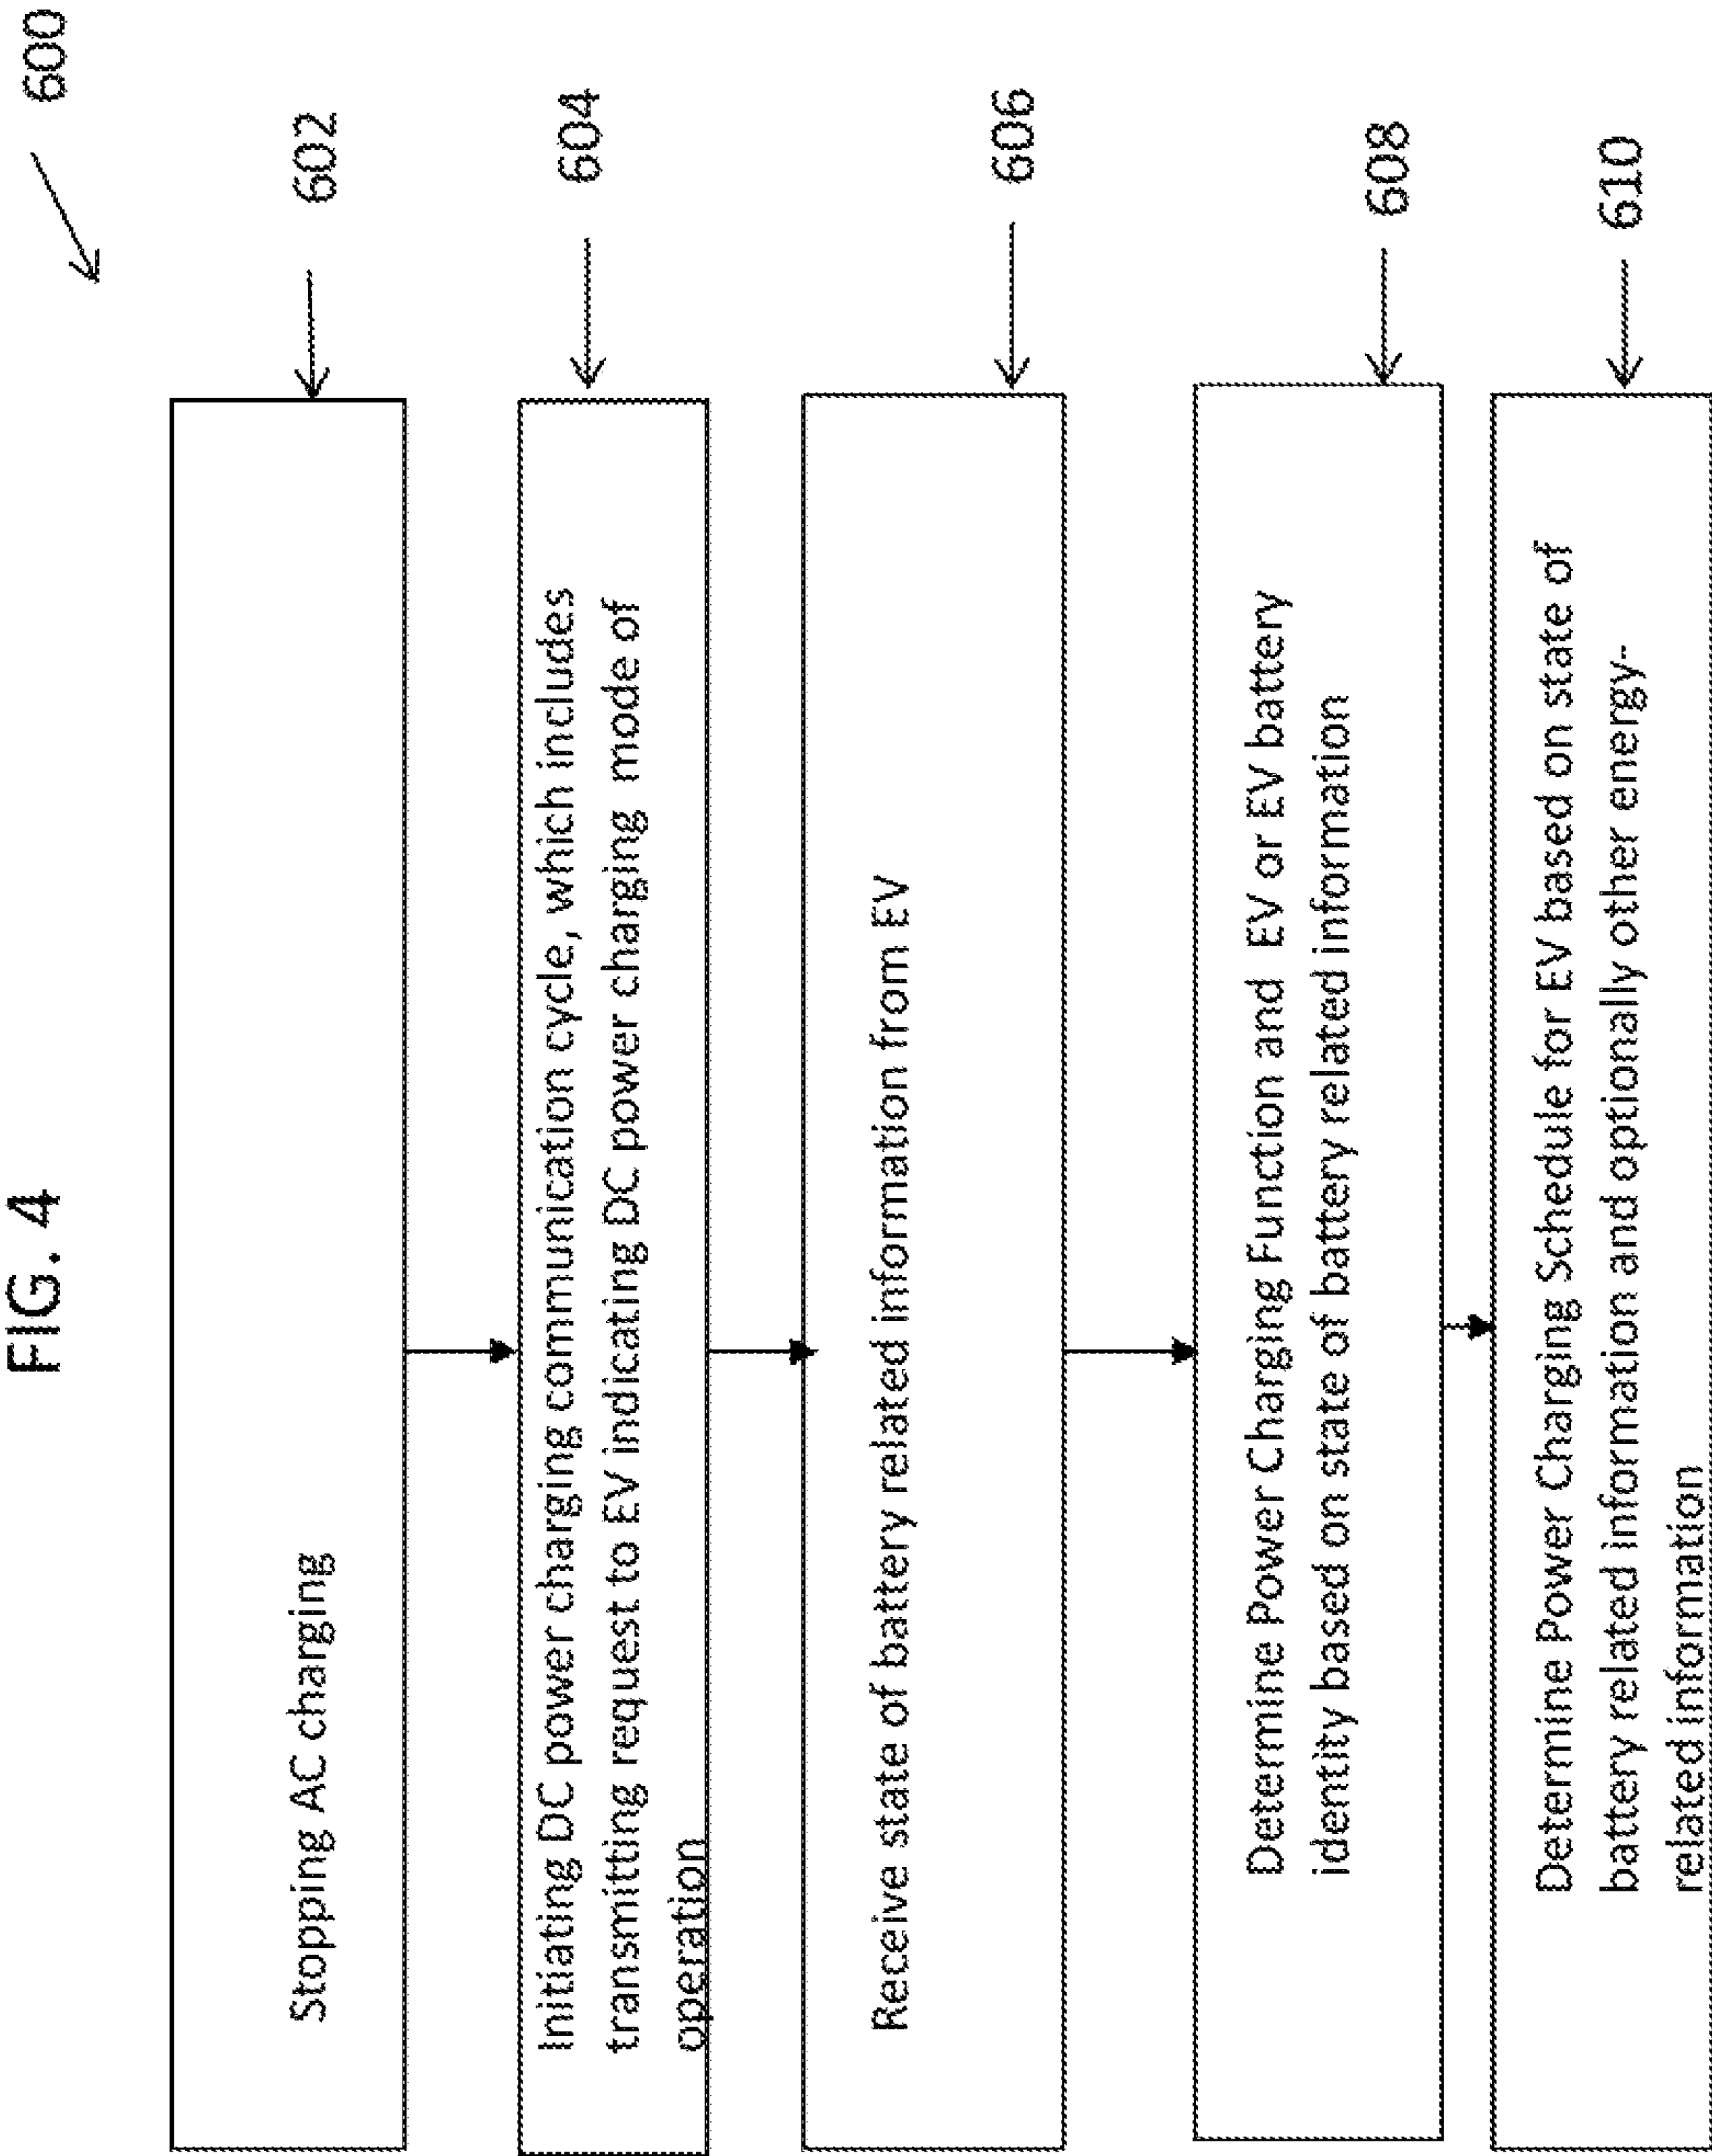 FIG. 4
600
Stopping AC charging
602
Initiating DC power charging communication cycle, which includes
transmitting request to EV indicating DC power charging mode of
operation
604
Receive state of battery related information from EV
606
Determine Power Charging Function and EV or EV battery
identity based on state of battery related information
608
Determine Power Charging Schedule for EV based on state of
battery related information and optionally other energy-
related information
610